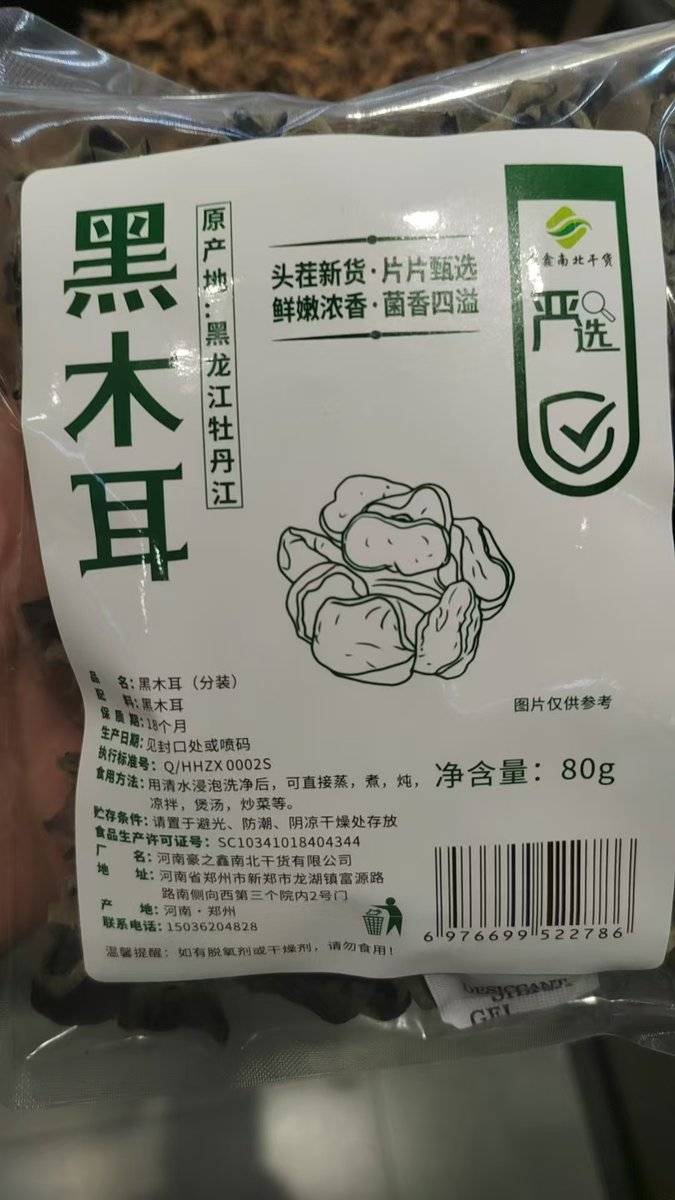 黑木耳
原产地：黑龙江牡丹江
头茬新货·片片甄选
鲜嫩浓香·菌香四溢
鑫南北干货
严选
图片仅供参考
品 名：黑木耳（分装）
配 料：黑木耳
保 质 期：18个月
生产日期：见封口处或喷码
执行标准号：Q/HHZX 0002S
食用方法：用清水浸泡洗净后，可直接蒸，煮，炖，
凉拌，煲汤，炒菜等。
净含量：80g
贮存条件：请置于避光、防潮、阴凉干燥处存放
食品生产许可证号：SC10341018404344
厂 名：河南豪之鑫南北干货有限公司
地 址：河南省郑州市新郑市龙湖镇富源路
路南侧向西第三个院内2号门
产 地：河南·郑州
联系电话：15036204828
温馨提醒：如有脱氧剂或干燥剂，请勿食用！
6 976699 522786
DESICCANT
GEL